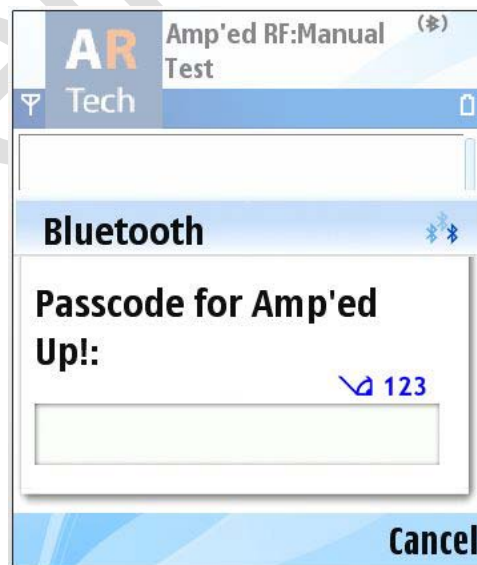 AR
Tech
Amp'ed RF:Manual
Test
Bluetooth
Passcode for Amp'ed
Up!:
123
Cancel